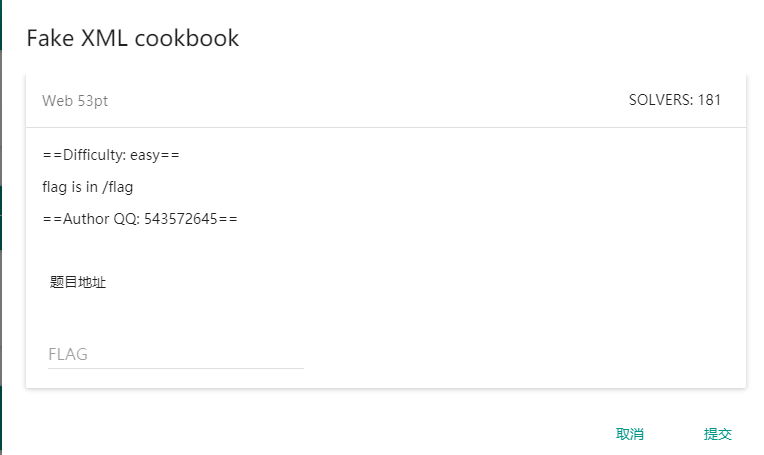 Fake XML cookbook
Web 53pt
SOLVERS: 181
==Difficulty: easy==
flag is in /flag
==Author QQ: 543572645==
题目地址
FLAG
取消
提交